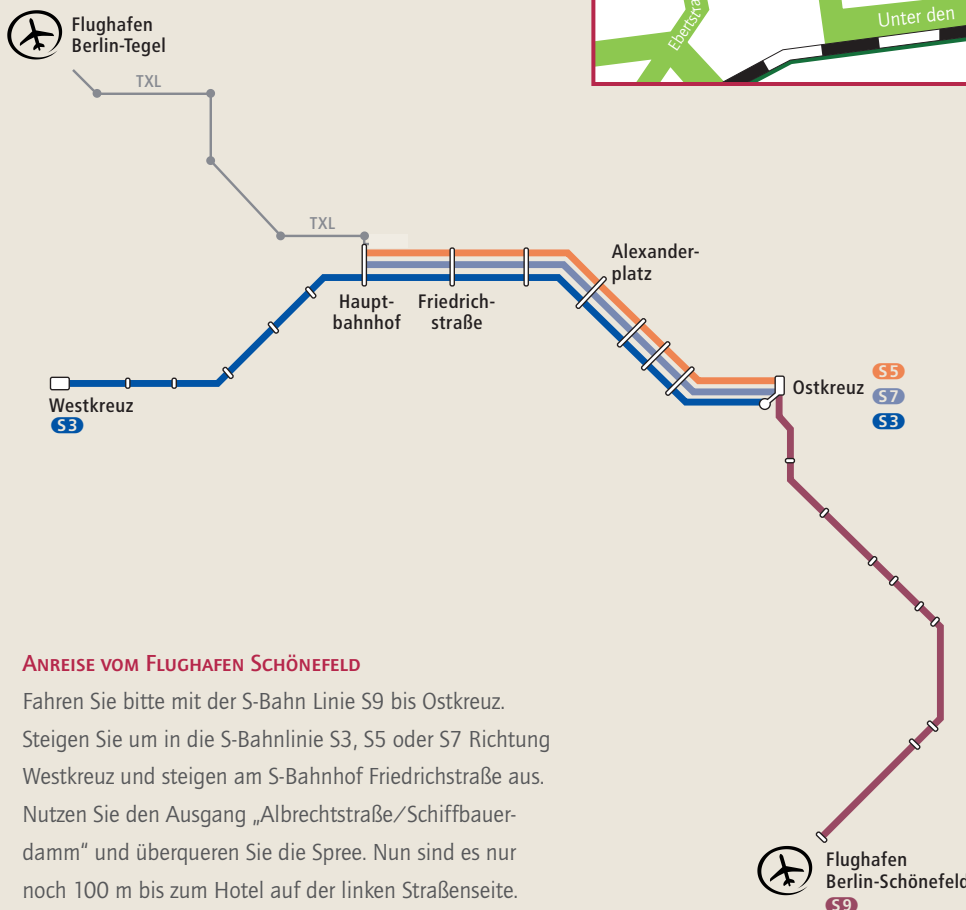 Flughafen
Berlin-Tegel
Unter den
TXL
TXL
Alexander-
platz
Haupt-
bahnhof
Friedrich-
straße
Westkreuz
S3
Ostkreuz
S5
S7
S3
ANREISE VOM FLUGHAFEN SCHÖNEFELD
Fahren Sie bitte mit der S-Bahn Linie S9 bis Ostkreuz.
Steigen Sie um in die S-Bahnlinie S3, S5 oder S7 Richtung
Westkreuz und steigen am S-Bahnhof Friedrichstraße aus.
Nutzen Sie den Ausgang „Albrechtstraße/Schiffbauer-
damm“ und überqueren Sie die Spree. Nun sind es nur
noch 100 m bis zum Hotel auf der linken Straßenseite.
Flughafen
Berlin-Schönefeld
S9